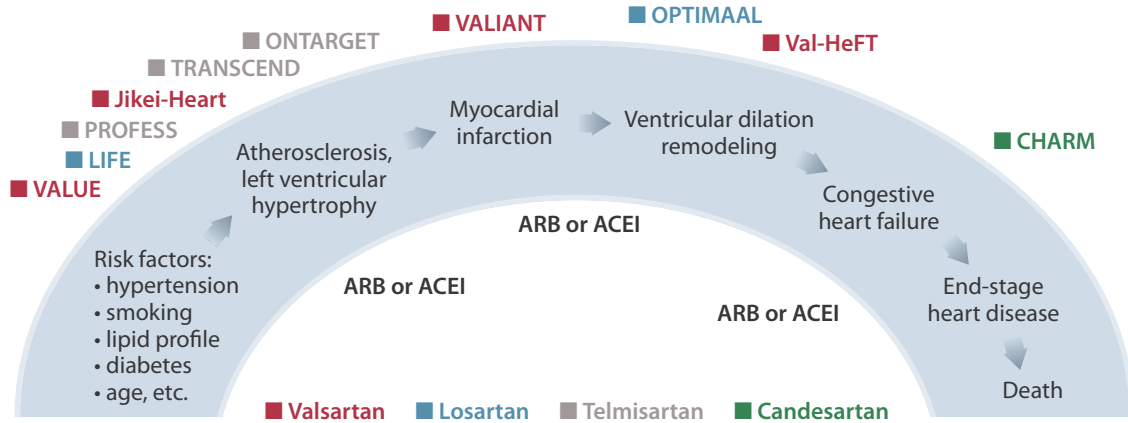 VALIANT
OPTIMAAL
Val-HeFT
ONTARGET
TRANSCEND
Jikei-Heart
PROFESS
LIFE
VALUE
CHARM
Risk factors:
• hypertension
• smoking
• lipid profile
• diabetes
• age, etc.
Atherosclerosis,
left ventricular
hypertrophy
Myocardial
infarction
Ventricular dilation
remodeling
Congestive
heart failure
End-stage
heart disease
Death
ARB or ACEI
ARB or ACEI
ARB or ACEI
Valsartan
Losartan
Telmisartan
Candesartan